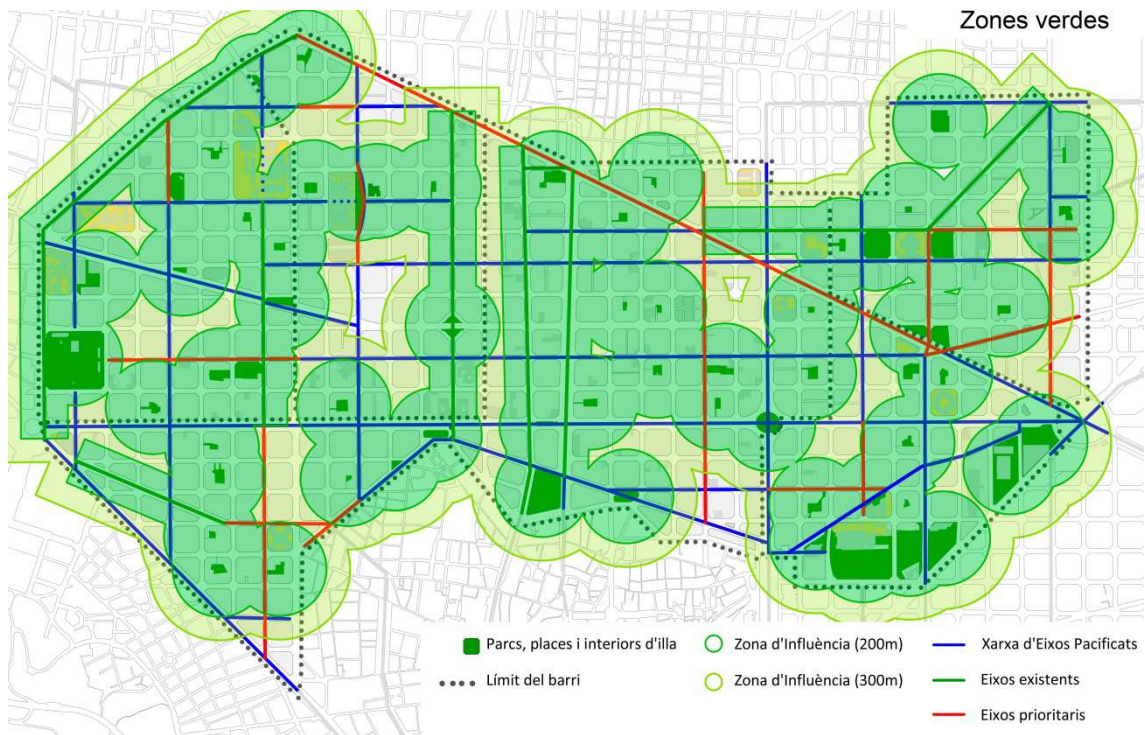 Zones verdes
Parcs, places i interiors d'illa
Zona d'Influència (200m)
Xarxa d'Eixos Pacificats
Límit del barri
Zona d'Influència (300m)
Eixos existents
Eixos prioritaris